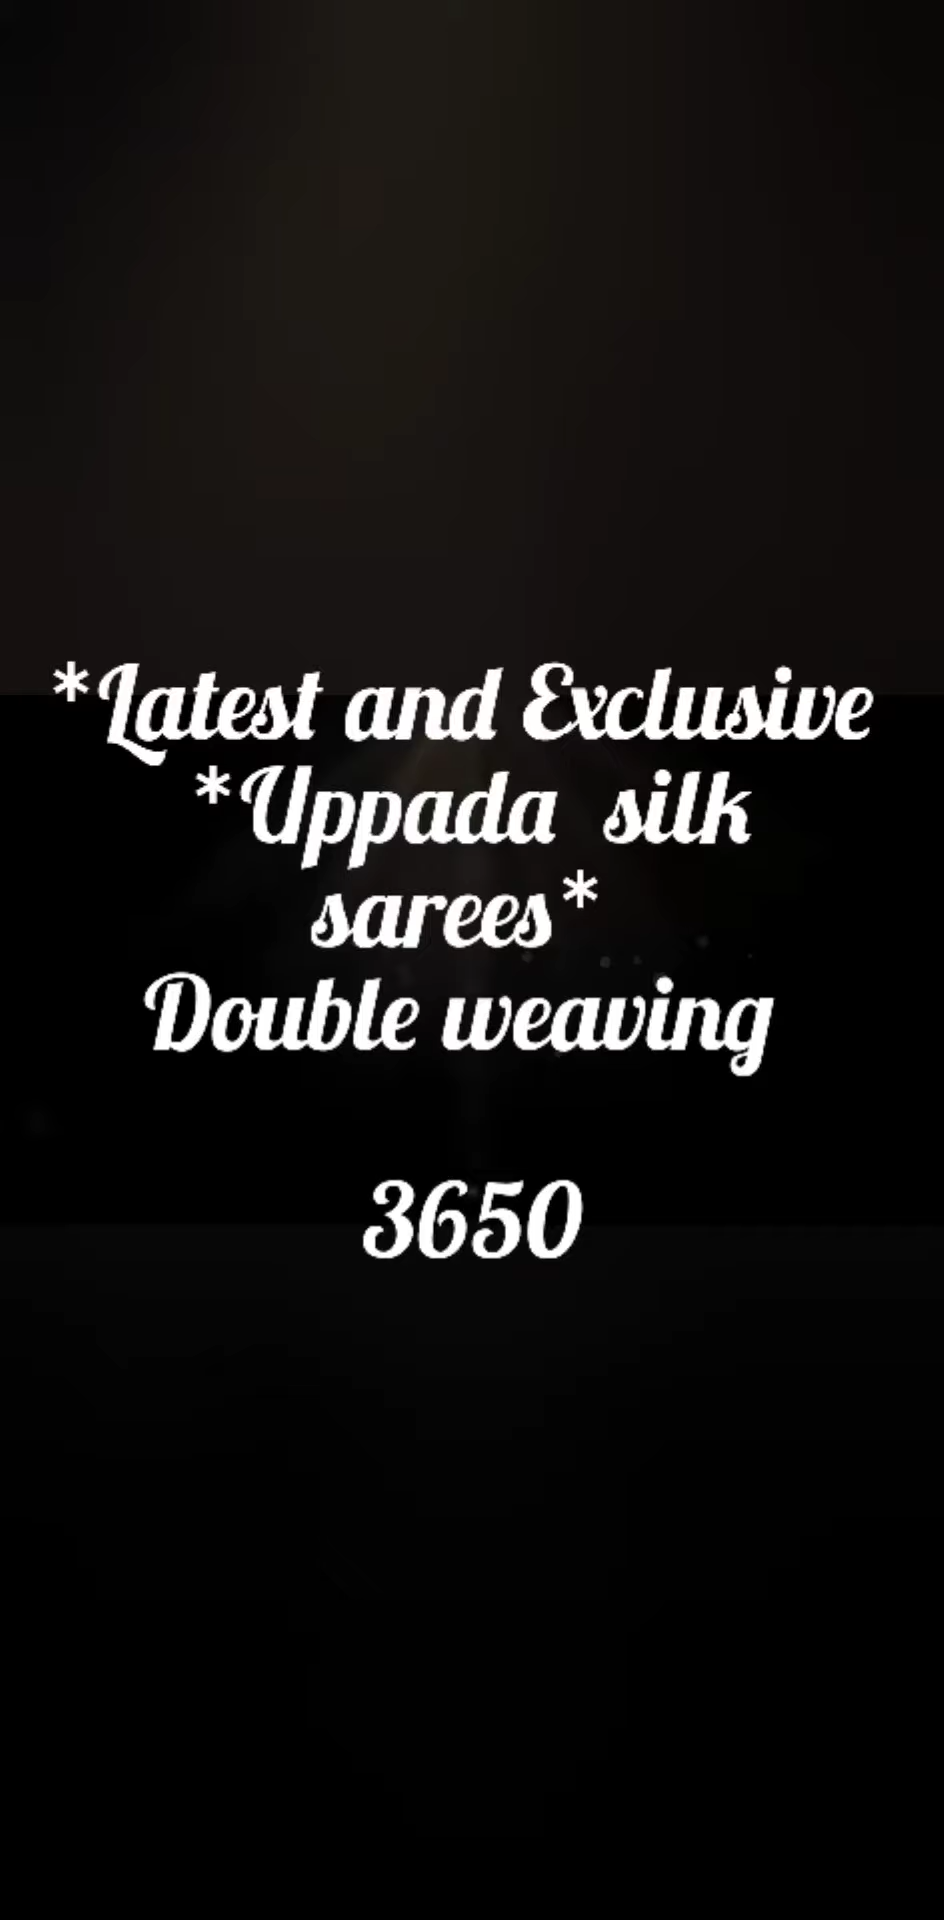 *Latest and Exclusive
*Uppada  silk
sarees*
Double weaving
3650